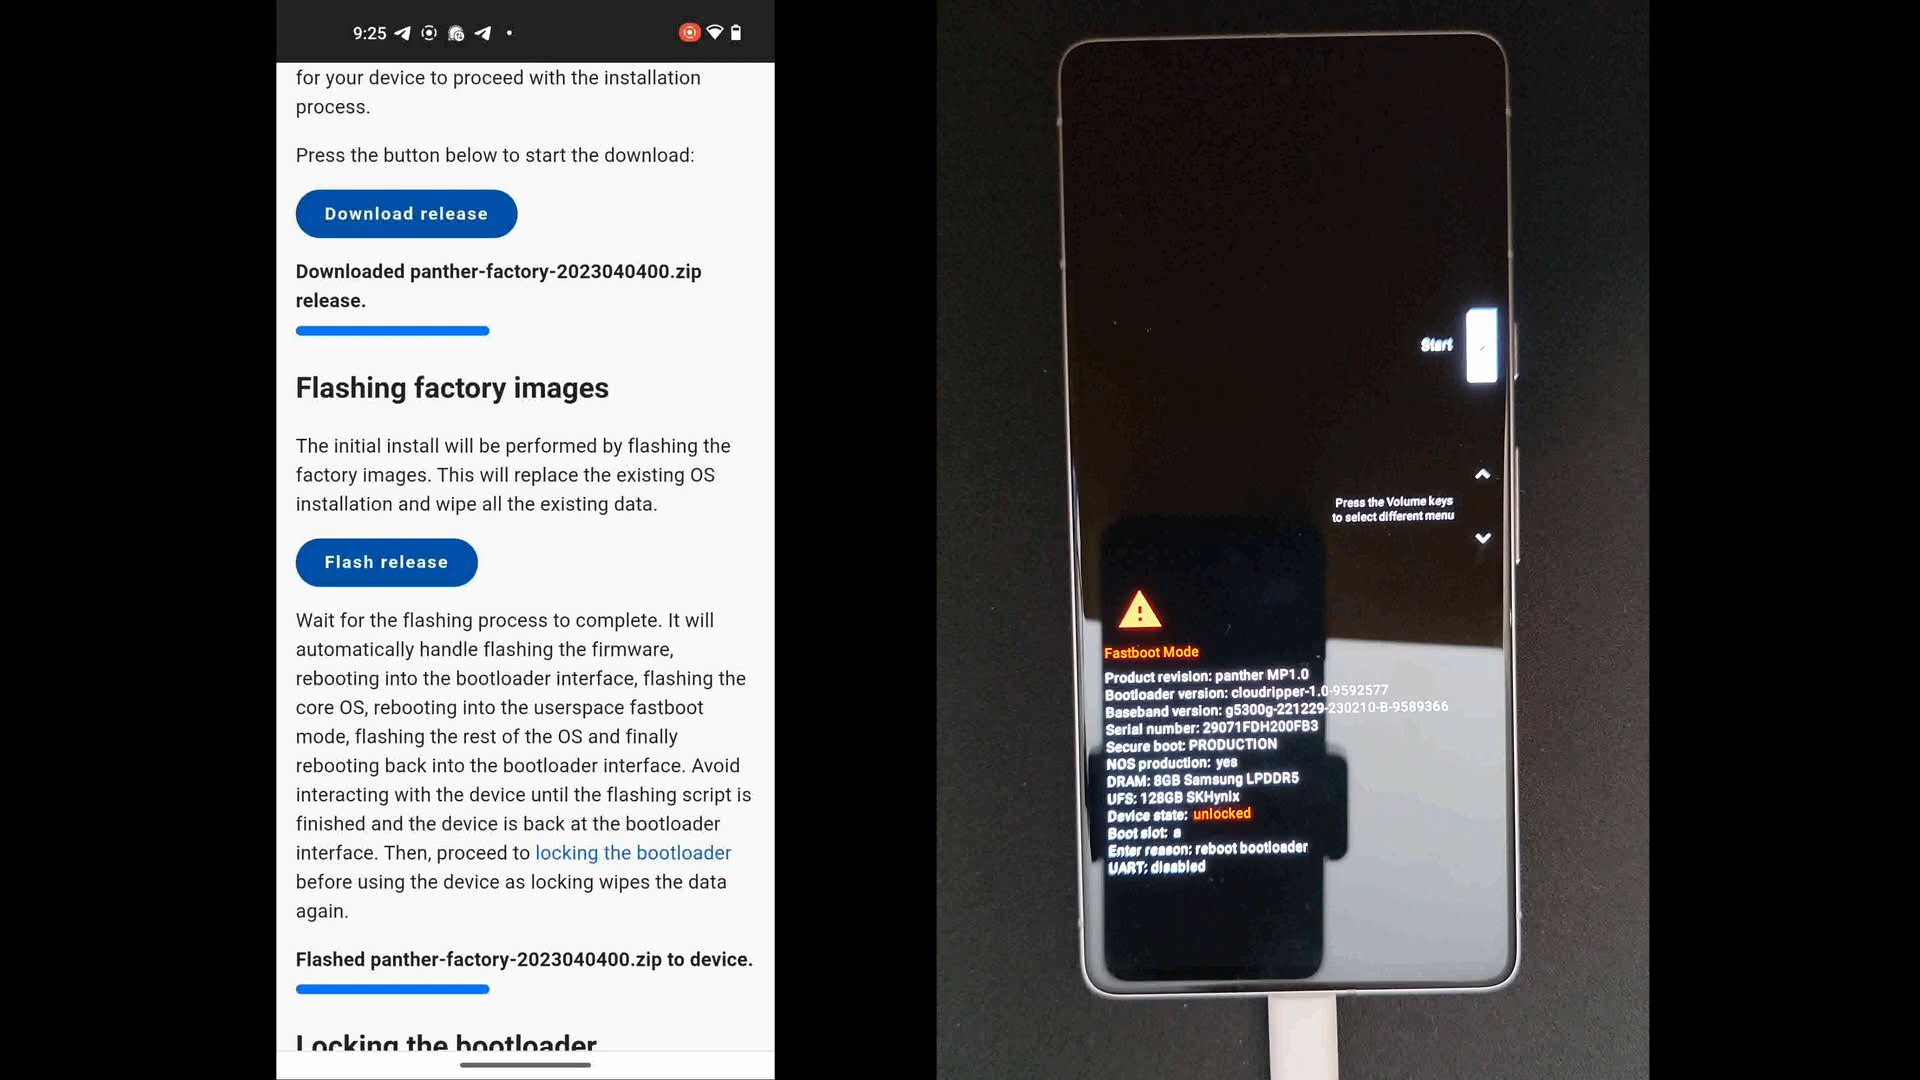 9:25
for your device to proceed with the installation
process.
Press the button below to start the download:
Download release
Downloaded panther-factory-2023040400.zip
release.
Flashing factory images
The initial install will be performed by flashing the
factory images. This will replace the existing OS
installation and wipe all the existing data.
Flash release
Wait for the flashing process to complete. It will
automatically handle flashing the firmware,
rebooting into the bootloader interface, flashing the
core OS, rebooting into the userspace fastboot
mode, flashing the rest of the OS and finally
rebooting back into the bootloader interface. Avoid
interacting with the device until the flashing script is
finished and the device is back at the bootloader
interface. Then, proceed to locking the bootloader
before using the device as locking wipes the data
again.
Flashed panther-factory-2023040400.zip to device.
Locking the bootloader
Start
Press the Volume keys
to select different menu
Fastboot Mode
Product revision: panther MP1.0
Bootloader version: cloudripper-1.0-9592577
Baseband version: g5300g-221229-230210-B-9589366
Serial number: 29071FDH200FB3
Secure boot: PRODUCTION
NOS production: yes
DRAM: 8GB Samsung LPDDR5
UFS: 128GB SKHynix
Device state: unlocked
Boot slot: a
Enter reason: reboot bootloader
UART: disabled